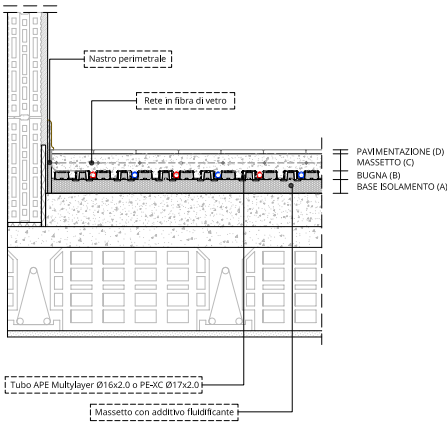 Nastro perimetrale
Rete in fibra di vetro
PAVIMENTAZIONE (D)
MASSETTO (C)
BUGNA (B)
BASE ISOLAMENTO (A)
Tubo APE Multylayer Ø16x2.0 o PE-XC Ø17x2.0
Massetto con additivo fluidificante